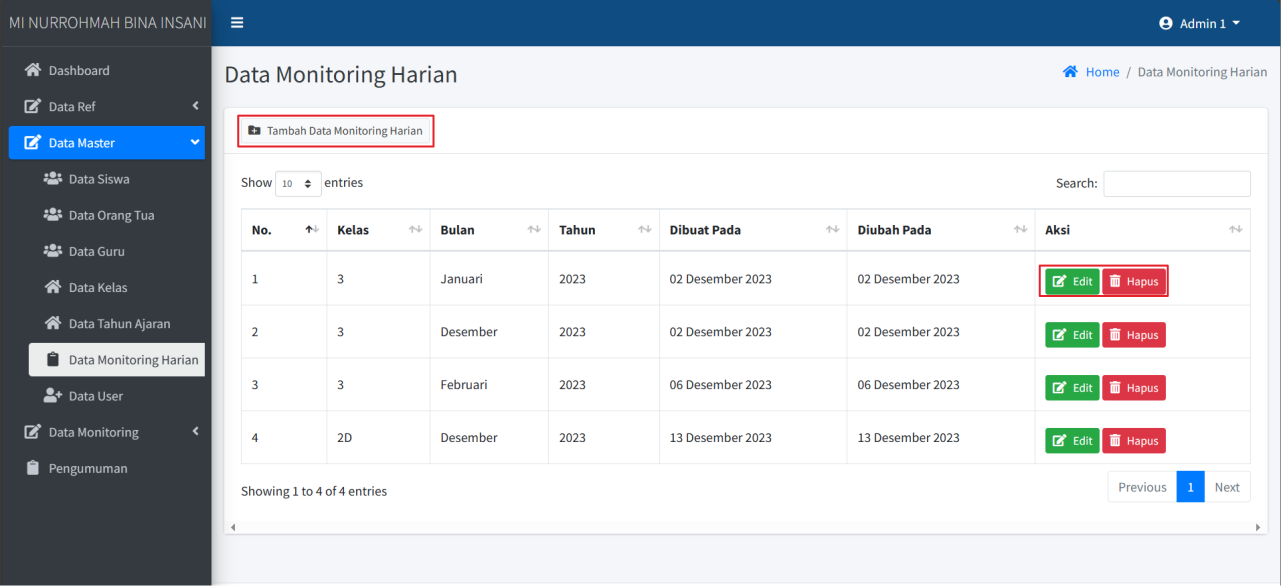 MI NURROHMAH BINA INSANI
Admin 1
Dashboard
Data Ref
Data Master
Data Siswa
Data Orang Tua
Data Guru
Data Kelas
Data Tahun Ajaran
Data Monitoring Harian
Data User
Data Monitoring
Pengumuman
Data Monitoring Harian
Home / Data Monitoring Harian
Tambah Data Monitoring Harian
Show 10 entries
Search:
No. Kelas Bulan Tahun Dibuat Pada Diubah Pada Aksi
1 3 Januari 2023 02 Desember 2023 02 Desember 2023 Edit Hapus
2 3 Desember 2023 02 Desember 2023 02 Desember 2023 Edit Hapus
3 3 Februari 2023 06 Desember 2023 06 Desember 2023 Edit Hapus
4 2D Desember 2023 13 Desember 2023 13 Desember 2023 Edit Hapus
Showing 1 to 4 of 4 entries
Previous 1 Next